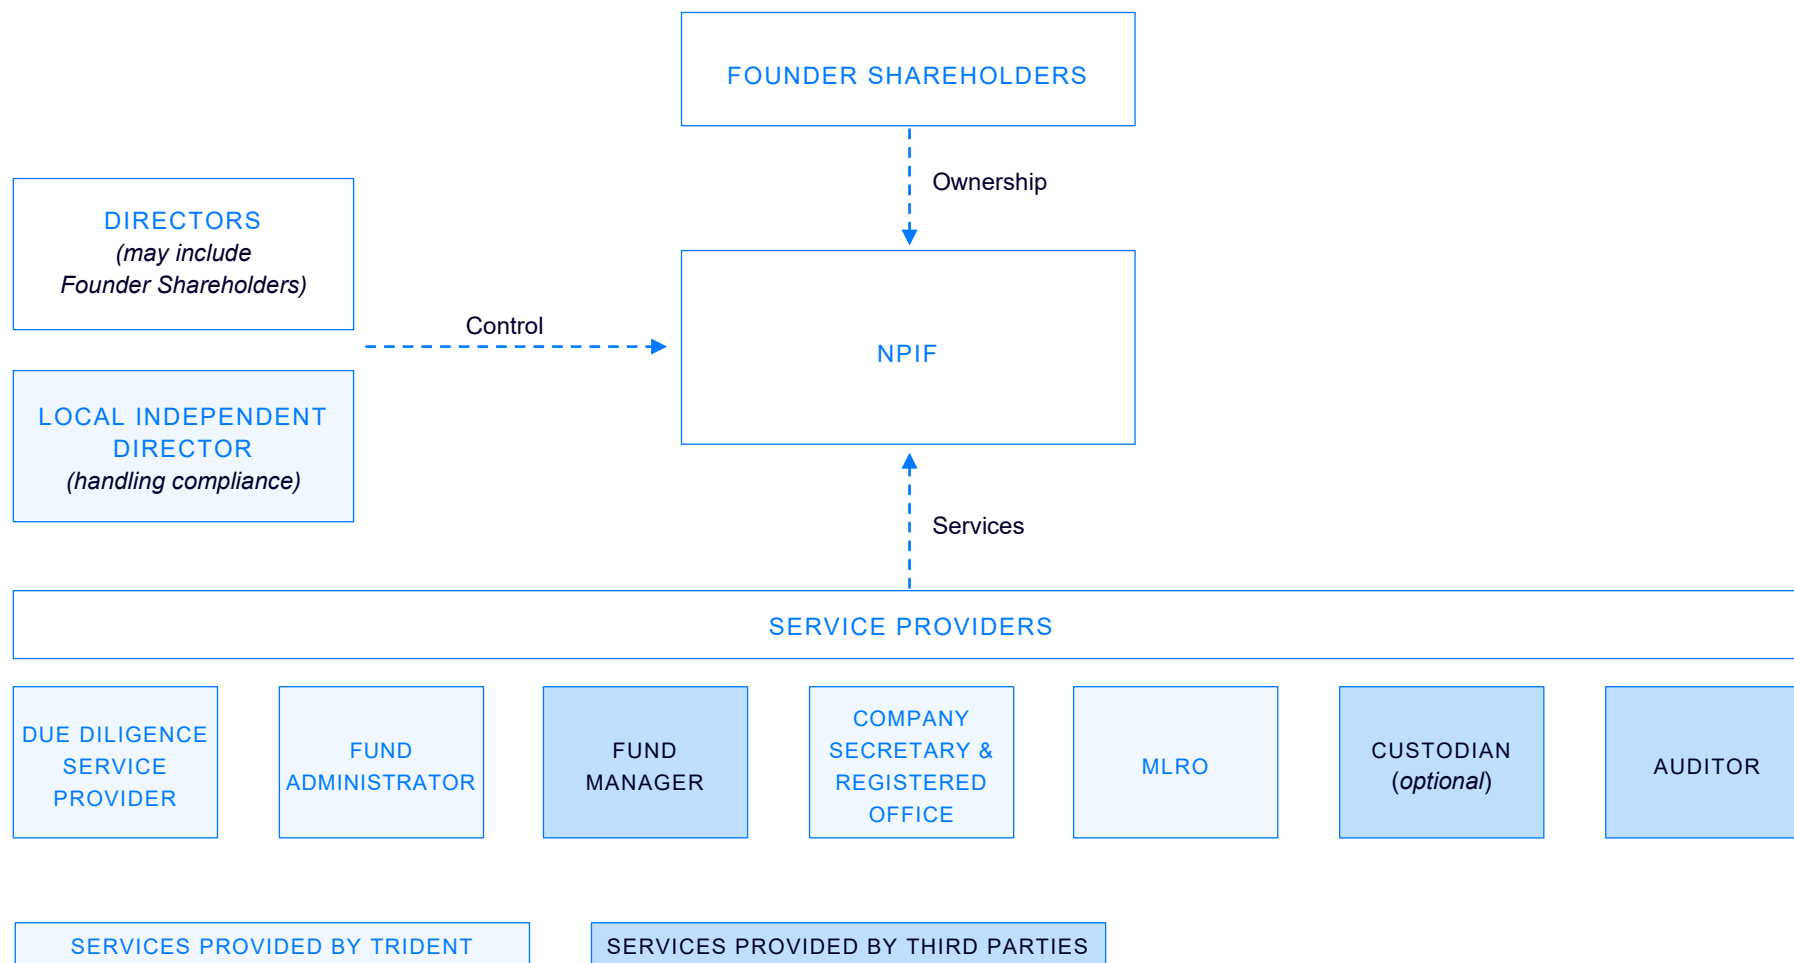 FOUNDER SHAREHOLDERS
Ownership
DIRECTORS
(may include
Founder Shareholders)
Control
NPIF
LOCAL INDEPENDENT
DIRECTOR
(handling compliance)
Services
SERVICE PROVIDERS
DUE DILIGENCE
SERVICE
PROVIDER
FUND
ADMINISTRATOR
FUND
MANAGER
COMPANY
SECRETARY &
REGISTERED
OFFICE
MLRO
CUSTODIAN
(optional)
AUDITOR
SERVICES PROVIDED BY TRIDENT
SERVICES PROVIDED BY THIRD PARTIES